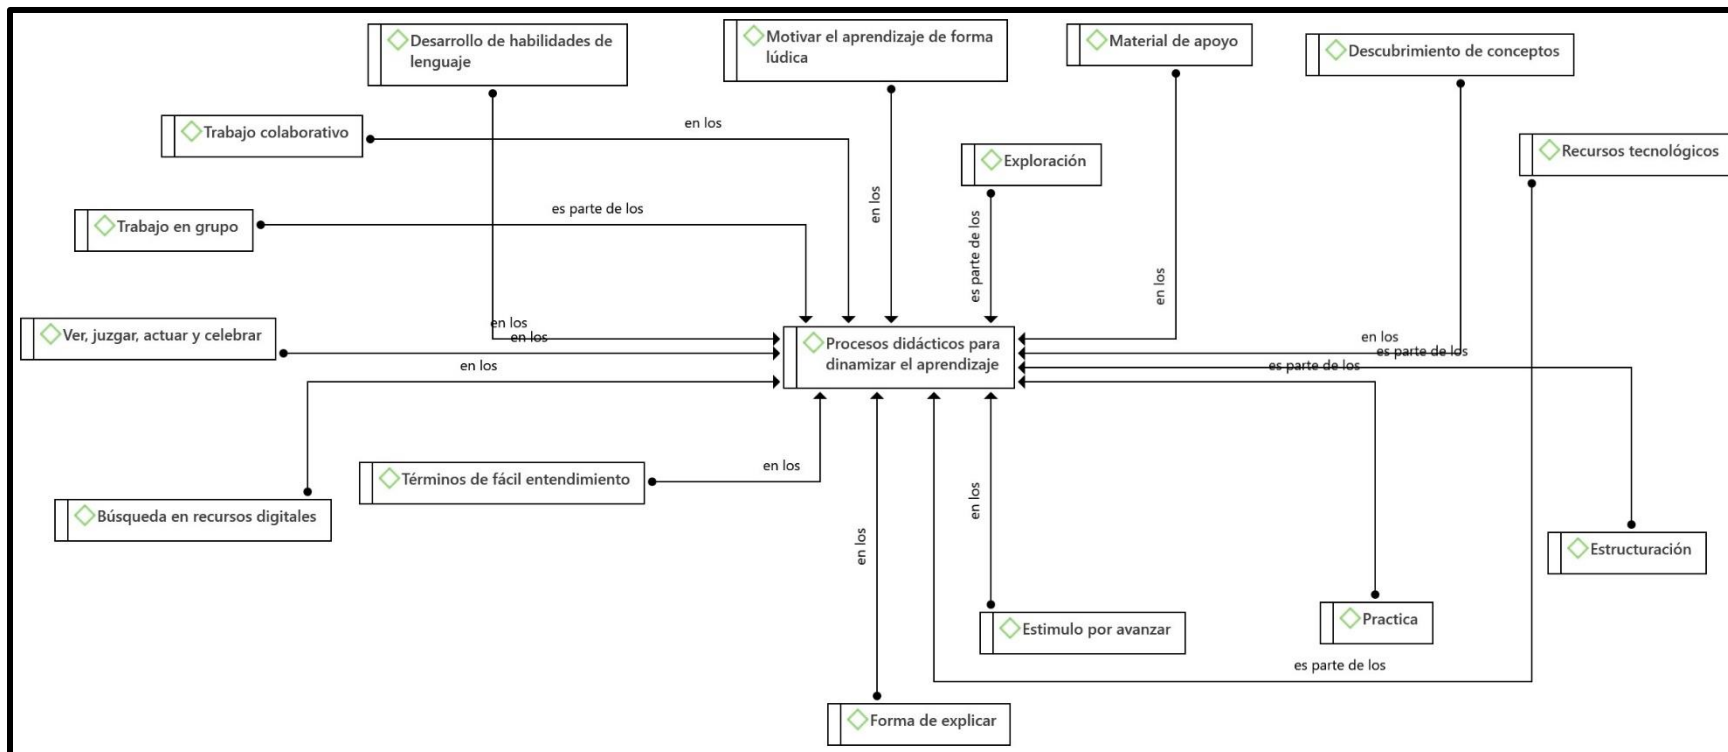 Desarrollo de habilidades de
lenguaje
Motivar el aprendizaje de forma
lúdica
Material de apoyo
Descubrimiento de conceptos
Trabajo colaborativo
en los
Exploración
Recursos tecnológicos
Trabajo en grupo
es parte de los
en los
es parte de los
en los
Ver, juzgar, actuar y celebrar
en los
en los
en los
Procesos didácticos para
dinamizar el aprendizaje
en los
es parte de los
es parte de los
Términos de fácil entendimiento
en los
Búsqueda en recursos digitales
en los
en los
Estructuración
Estimulo por avanzar
Practica
es parte de los
Forma de explicar